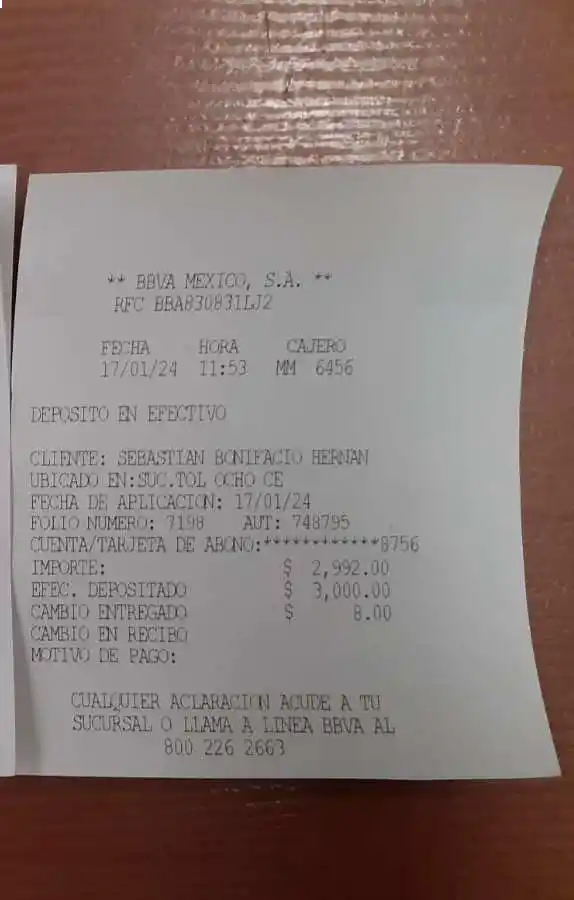 ** BBVA MEXICO, S.A. **
RFC BBA830831LJ2
FECHA HORA CAJERO
17/01/24 11:53 MM 6456
DEPOSITO EN EFECTIVO
CLIENTE: SEBASTIAN BONIFACIO HERNAN
UBICADO EN:SUC.TOL OCHO CE
FECHA DE APLICACION: 17/01/24
FOLIO NUMERO: 7198 AUT: 748795
CUENTA/TARJETA DE ABONO:************8756
IMPORTE: $ 2,992.00
EFEC. DEPOSITADO $ 3,000.00
CAMBIO ENTREGADO $ 8.00
CAMBIO EN RECIBO
MOTIVO DE PAGO:
CUALQUIER ACLARACION ACUDE A TU
SUCURSAL O LLAMA A LINEA BBVA AL
800 226 2663